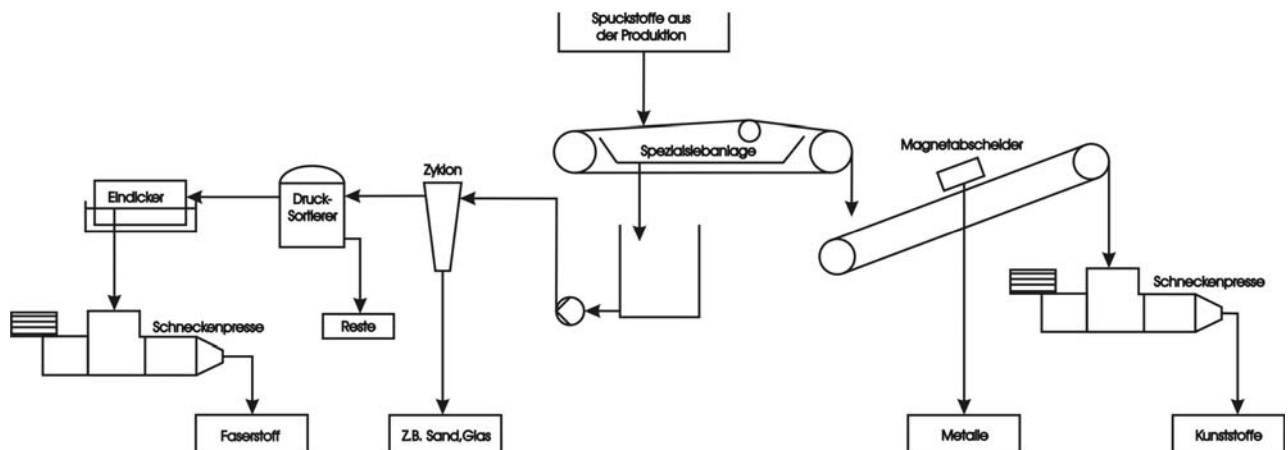 Spuckstoffe aus
der Produktion
Spezialsiebanlage
Magnetabscheider
Zyklon
Eindicker
Druck-
Sortierer
Schneckenpresse
Schneckenpresse
Reste
Faserstoff
Z.B. Sand,Glas
Metalle
Kunststoffe